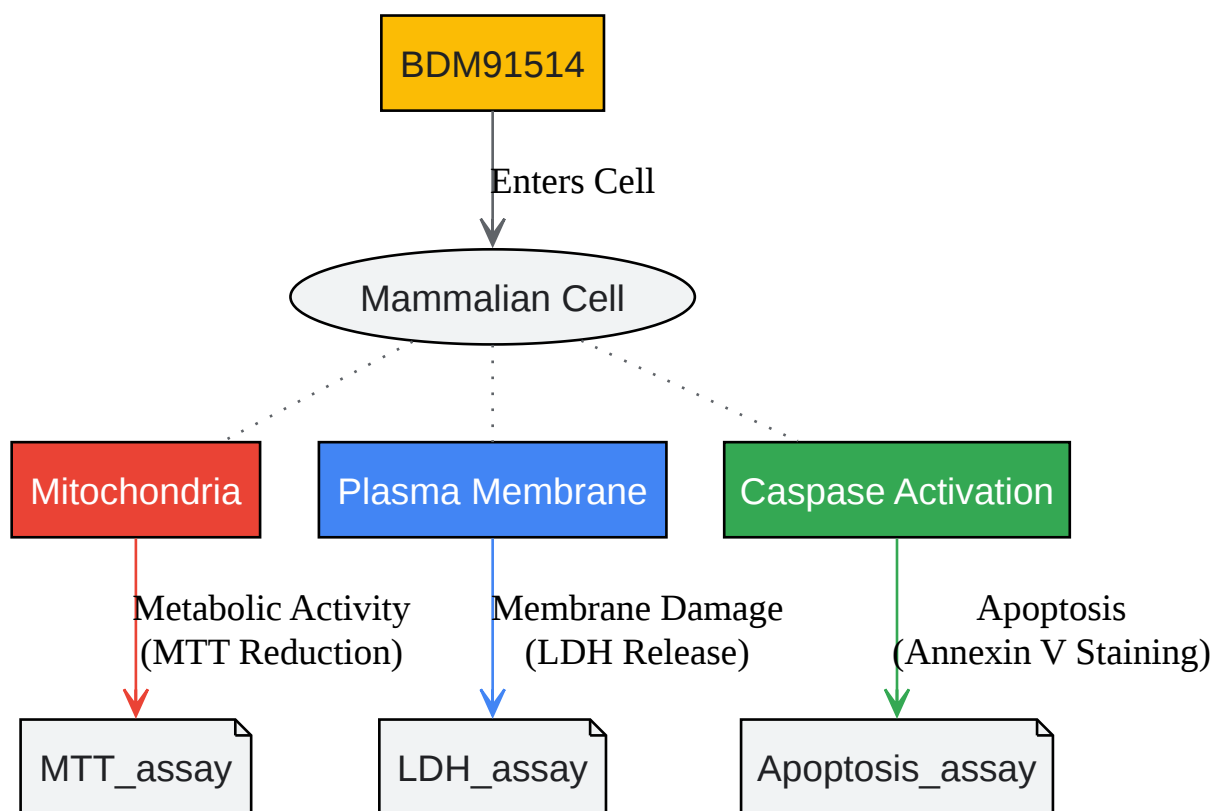 BDM91514
Enters Cell
Mammalian Cell
Mitochondria
Plasma Membrane
Caspase Activation
Metabolic Activity
(MTT Reduction)
Membrane Damage
(LDH Release)
Apoptosis
(Annexin V Staining)
MTT_assay
LDH_assay
Apoptosis_assay